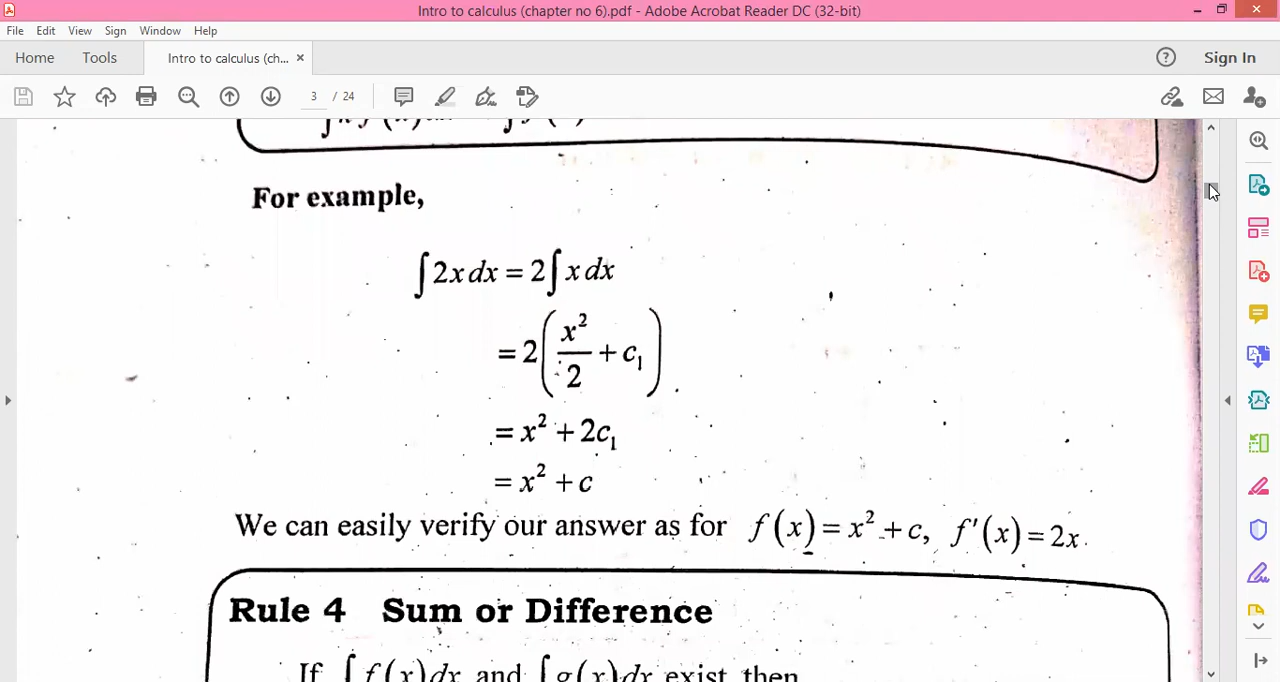 Intro to calculus (chapter no 6).pdf - Adobe Acrobat Reader DC (32-bit)
File Edit View Sign Window Help
Home Tools Intro to calculus (ch... × Sign In
3 / 24
For example,
∫2x dx = 2∫x dx
= 2(x²/2 + c₁)
= x² + 2c₁
= x² + c
We can easily verify our answer as for f(x) = x² + c, f'(x) = 2x.
Rule 4 Sum or Difference
If ∫f(x)dx and ∫g(x)dx exist then